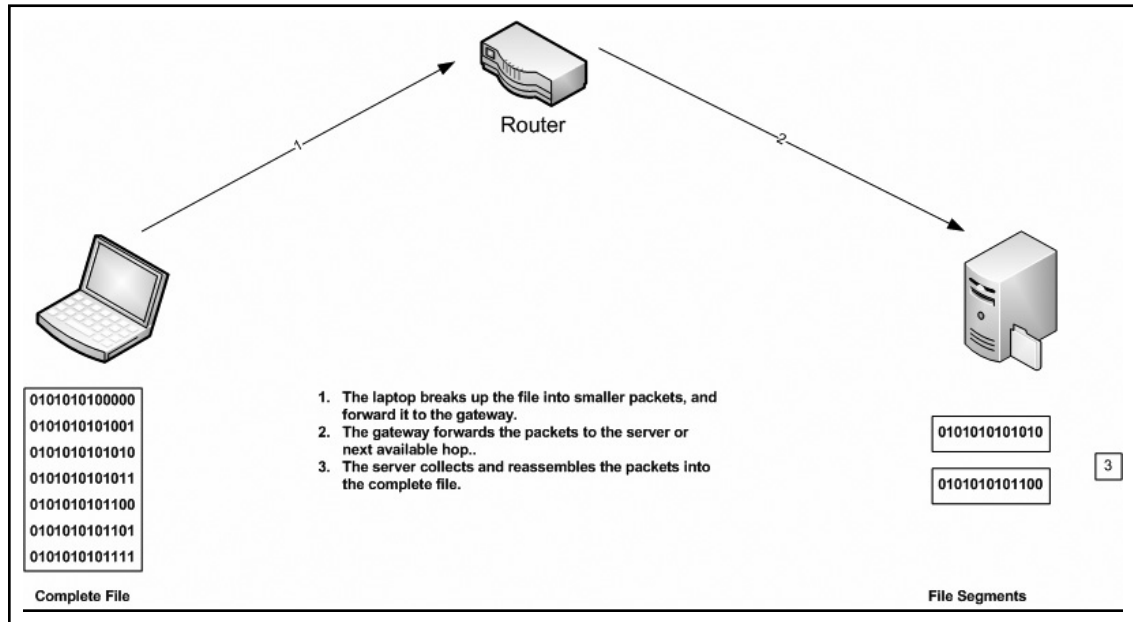 Router
1
2
0101010100000
0101010101001
0101010101010
0101010101011
0101010101100
0101010101101
0101010101111
Complete File
1. The laptop breaks up the file into smaller packets, and
forward it to the gateway.
2. The gateway forwards the packets to the server or
next available hop..
3. The server collects and reassembles the packets into
the complete file.
0101010101010
0101010101100
3
File Segments